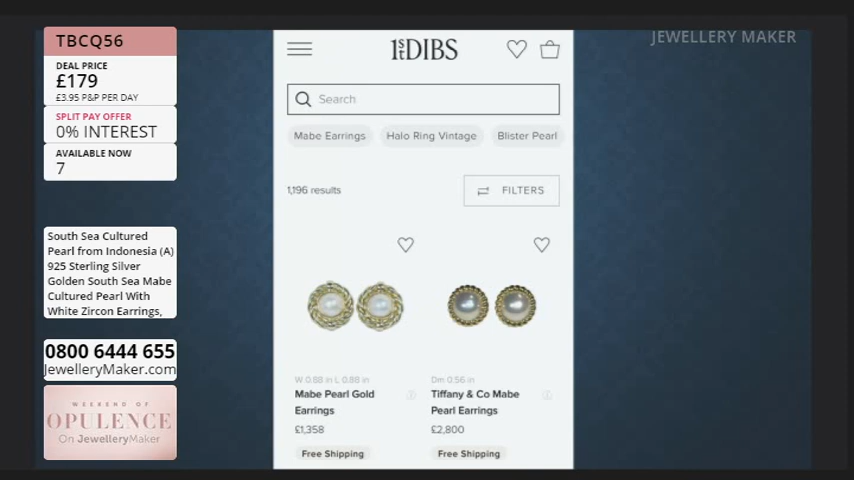 TBCQ56
DEAL PRICE
£179
£3.95 P&P PER DAY
SPLIT PAY OFFER
0% INTEREST
AVAILABLE NOW
7
South Sea Cultured
Pearl from Indonesia (A)
925 Sterling Silver
Golden South Sea Mabe
Cultured Pearl With
White Zircon Earrings,
0800 6444 655
JewelleryMaker.com
WEEKEND OF
OPULENCE
On JewelleryMaker
1stDIBS
Search
Mabe Earrings
Halo Ring Vintage
Blister Pearl
1,196 results
FILTERS
W 0.88 in L 0.88 in
Mabe Pearl Gold
Earrings
£1,358
Free Shipping
Dm 0.56 in
Tiffany & Co Mabe
Pearl Earrings
£2,800
Free Shipping
JEWELLERY MAKER